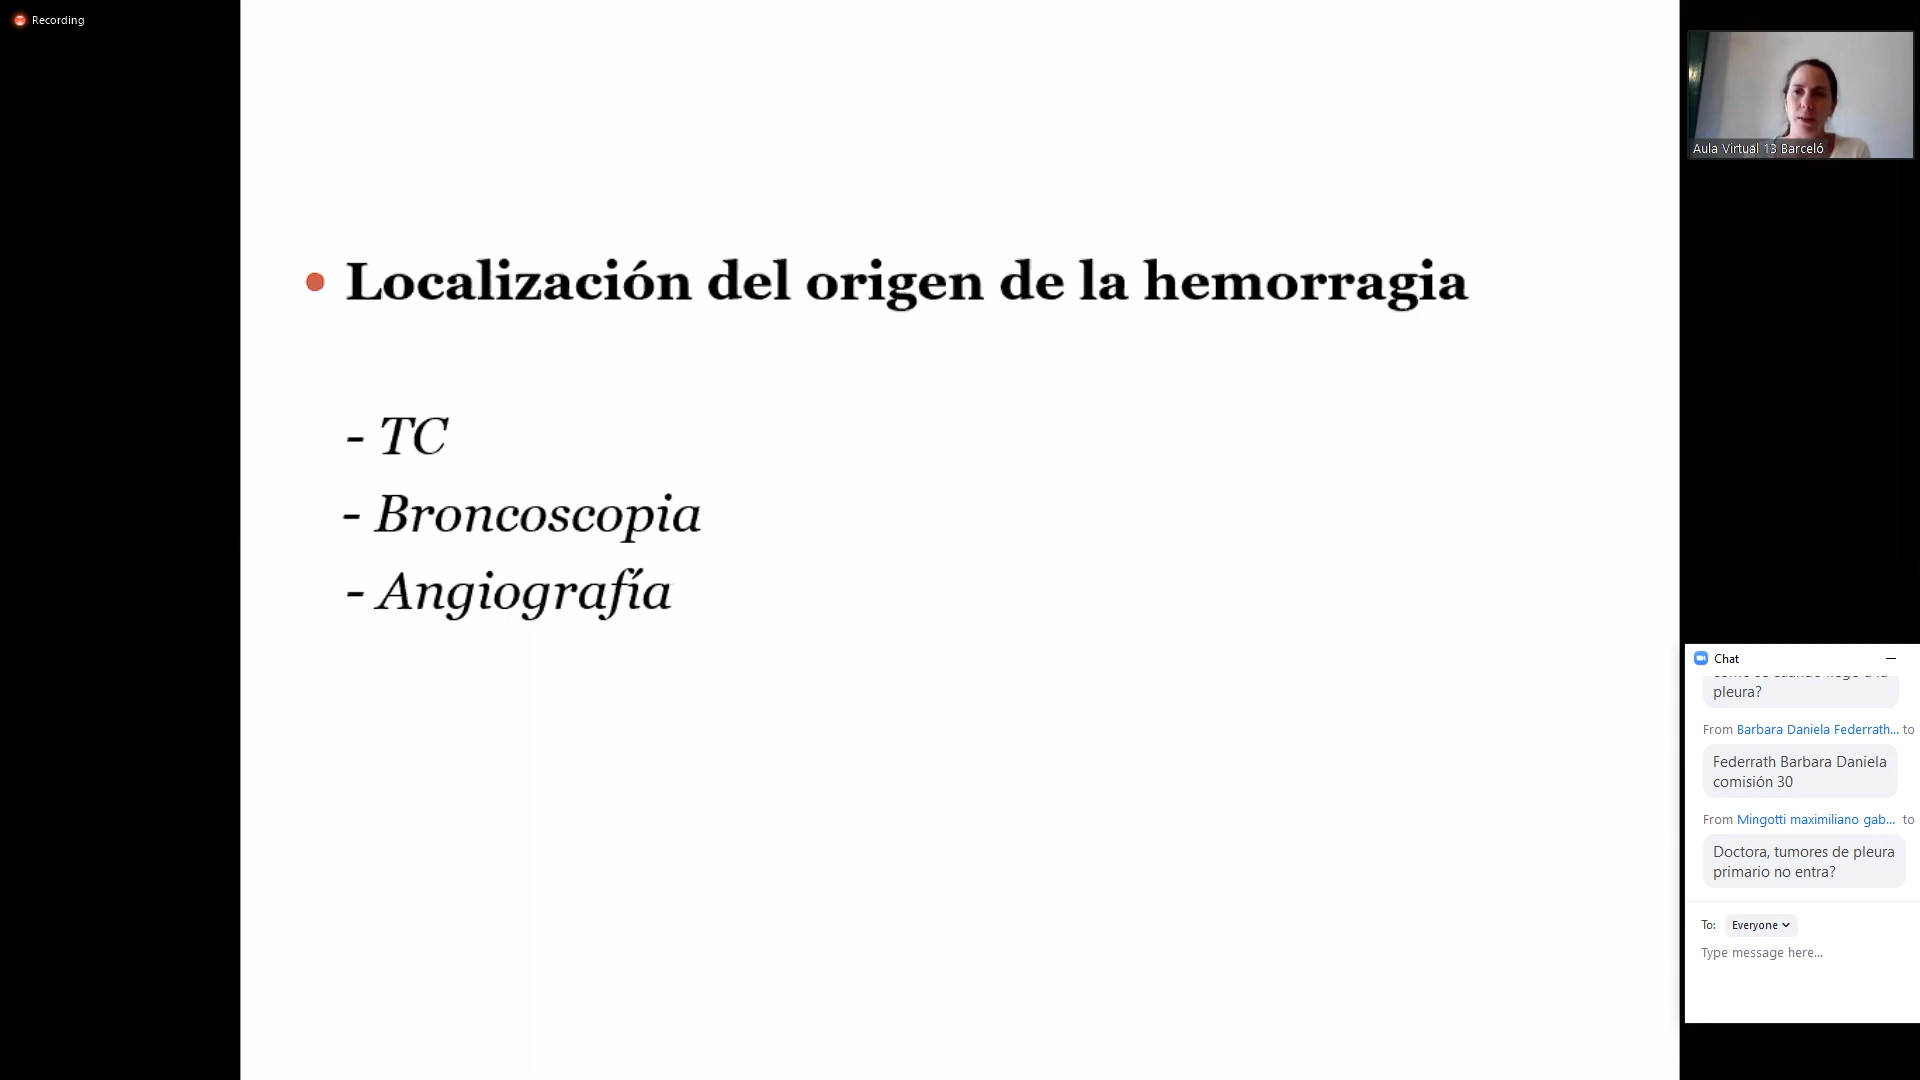 Recording
• Localización del origen de la hemorragia
- TC
- Broncoscopia
- Angiografía
Aula Virtual 13 Barceló
Chat
pleura?
From Barbara Daniela Federrath... to
Federrath Barbara Daniela
comisión 30
From Mingotti maximiliano gab... to
Doctora, tumores de pleura
primario no entra?
To: Everyone
Type message here...